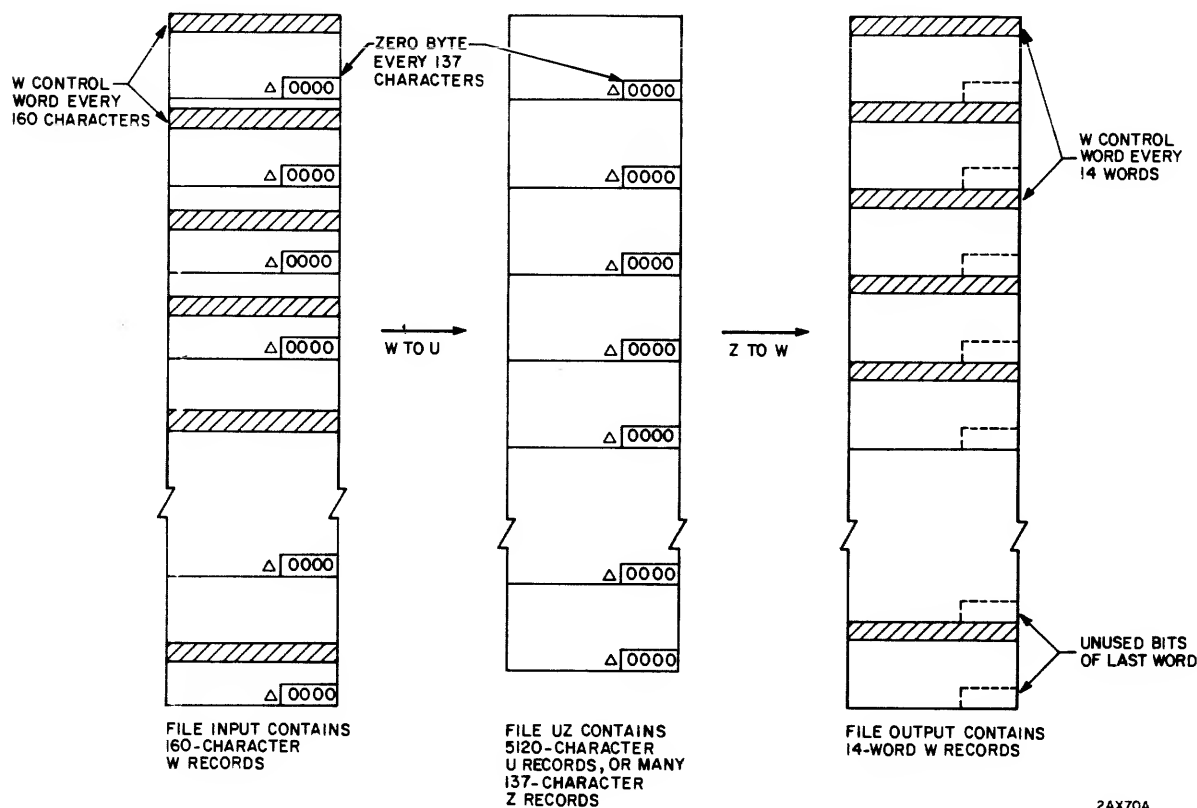 ZERO BYTE
EVERY 137
CHARACTERS
W CONTROL
WORD EVERY
160 CHARACTERS
W CONTROL
WORD EVERY
14 WORDS
Δ 0000
Δ 0000
Δ 0000
Δ 0000
Δ 0000
Δ 0000
Δ 0000
Δ 0000
Δ 0000
Δ 0000
Δ 0000
Δ 0000
Δ 0000
W TO U
Z TO W
UNUSED BITS
OF LAST WORD
FILE INPUT CONTAINS
160-CHARACTER
W RECORDS
FILE UZ CONTAINS
5120-CHARACTER
U RECORDS, OR MANY
137-CHARACTER
Z RECORDS
FILE OUTPUT CONTAINS
14-WORD W RECORDS
2AX70A